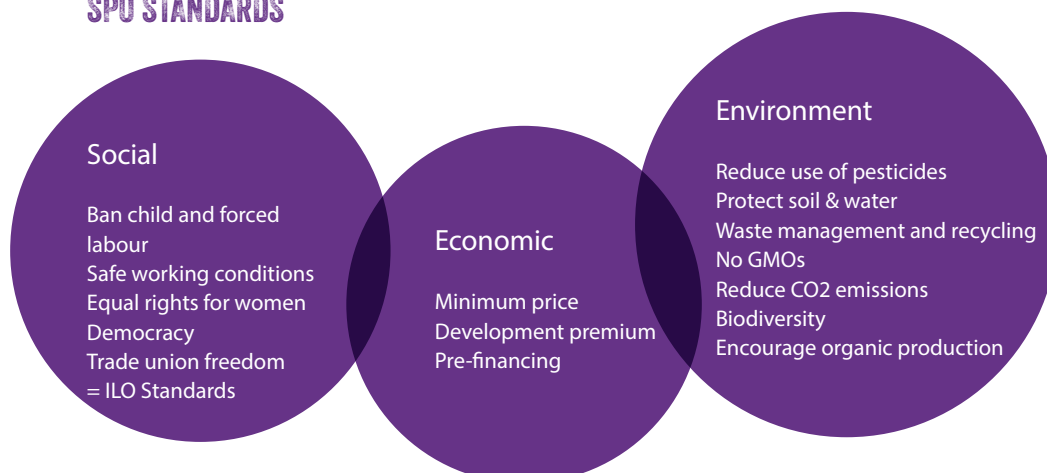 SPO STANDARDS
Social
Ban child and forced
labour
Safe working conditions
Equal rights for women
Democracy
Trade union freedom
= ILO Standards
Economic
Minimum price
Development premium
Pre-financing
Environment
Reduce use of pesticides
Protect soil & water
Waste management and recycling
No GMOs
Reduce CO2 emissions
Biodiversity
Encourage organic production